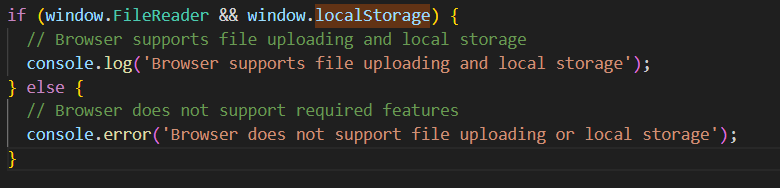 if (window.FileReader && window.localStorage) {
// Browser supports file uploading and local storage
console.log('Browser supports file uploading and local storage');
} else {
// Browser does not support required features
console.error('Browser does not support file uploading or local storage');
}